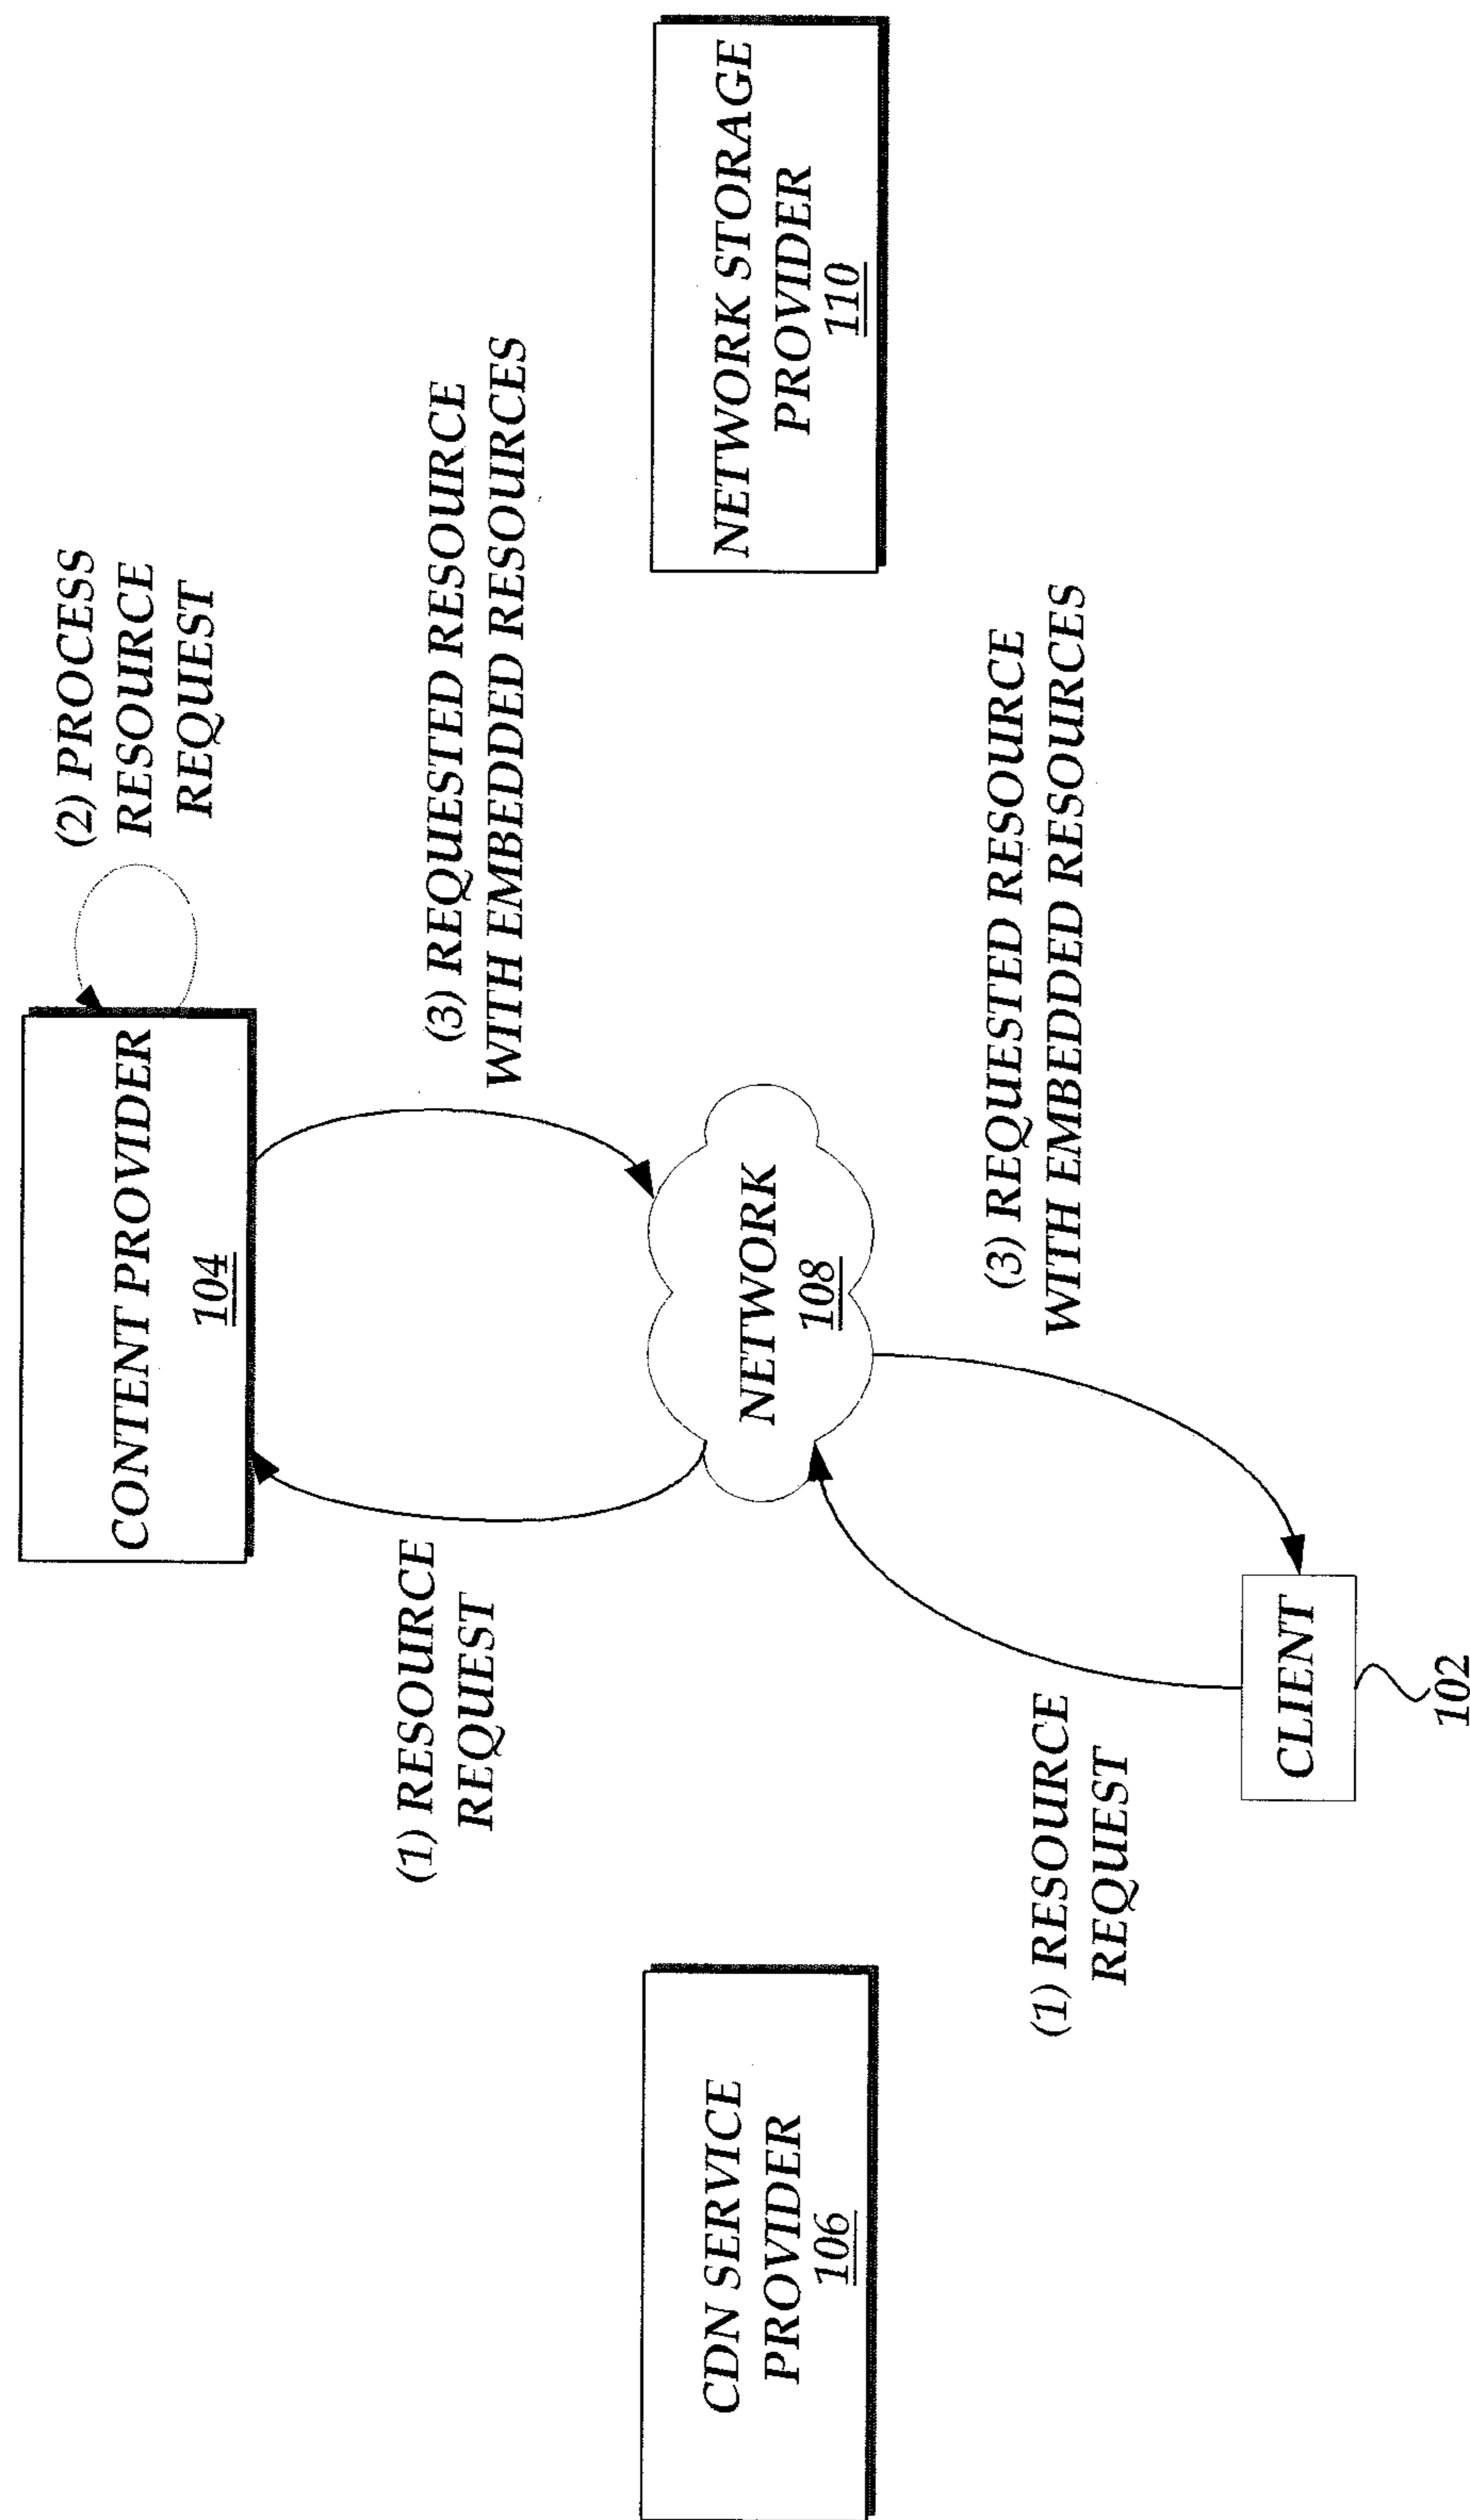 CONTENT PROVIDER
104
(2) PROCESS
RESOURCE
REQUEST
(1) RESOURCE
REQUEST
(3) REQUESTED RESOURCE
WITH EMBEDDED RESOURCES
CDN SERVICE
PROVIDER
106
NETWORK
108
NETWORK STORAGE
PROVIDER
110
(1) RESOURCE
REQUEST
(3) REQUESTED RESOURCE
WITH EMBEDDED RESOURCES
CLIENT
102